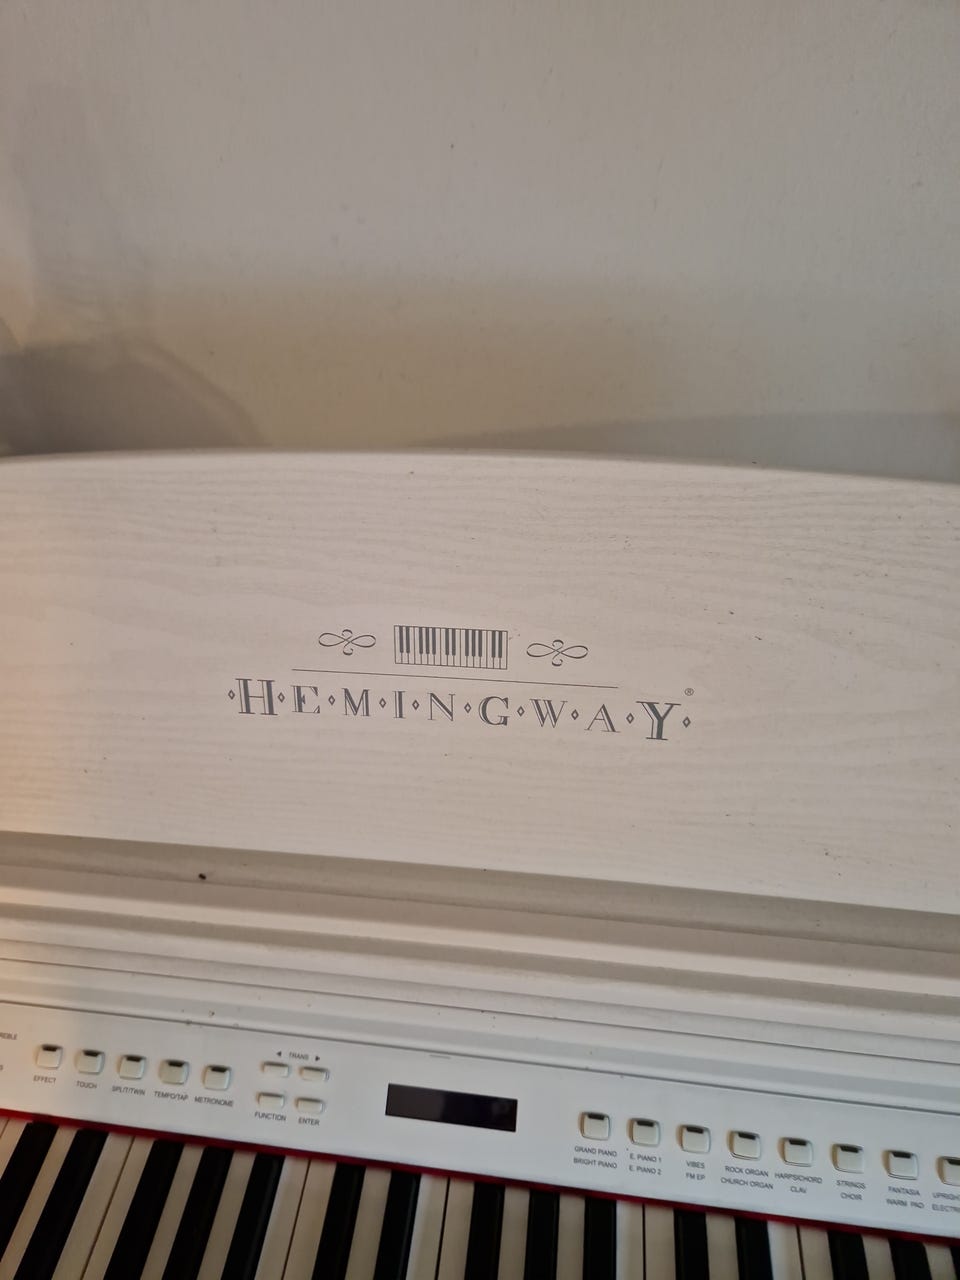 HEMINGWAY®
TRANS
EFFECT
TOUCH
SPLIT/TWIN
TEMPO/TAP
METRONOME
FUNCTION
ENTER
GRAND PIANO
BRIGHT PIANO
E. PIANO 1
E. PIANO 2
VIBES
FM EP
ROCK ORGAN
CHURCH ORGAN
HARPSICHORD
CLAV
STRINGS
CHOIR
FANTASIA
WARM PAD